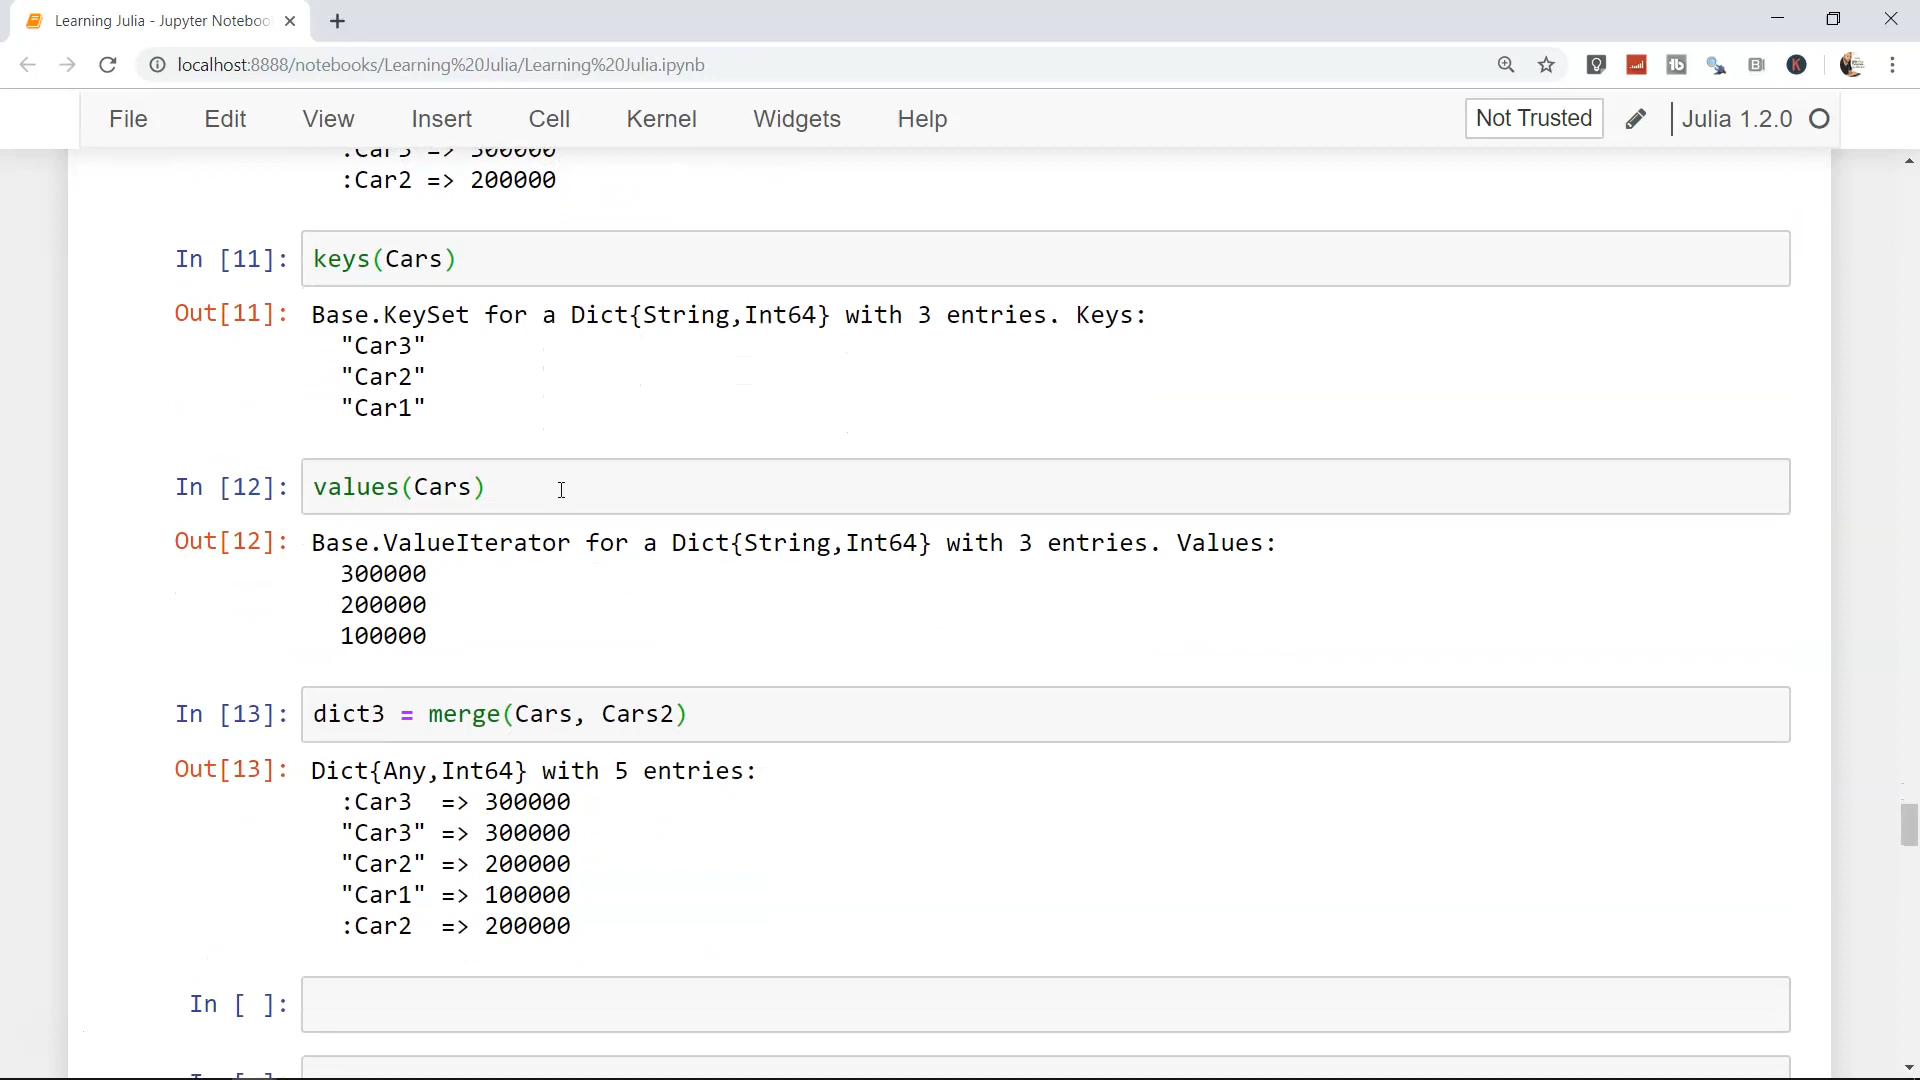 Learning Julia - Jupyter Noteboo
localhost:8888/notebooks/Learning%20Julia/Learning%20Julia.ipynb
File Edit View Insert Cell Kernel Widgets Help
Not Trusted
Julia 1.2.0
:Car3 => 300000
:Car2 => 200000
In [11]: keys(Cars)
Out[11]: Base.KeySet for a Dict{String,Int64} with 3 entries. Keys:
"Car3"
"Car2"
"Car1"
In [12]: values(Cars)
Out[12]: Base.ValueIterator for a Dict{String,Int64} with 3 entries. Values:
300000
200000
100000
In [13]: dict3 = merge(Cars, Cars2)
Out[13]: Dict{Any,Int64} with 5 entries:
:Car3 => 300000
"Car3" => 300000
"Car2" => 200000
"Car1" => 100000
:Car2 => 200000
In [ ]: